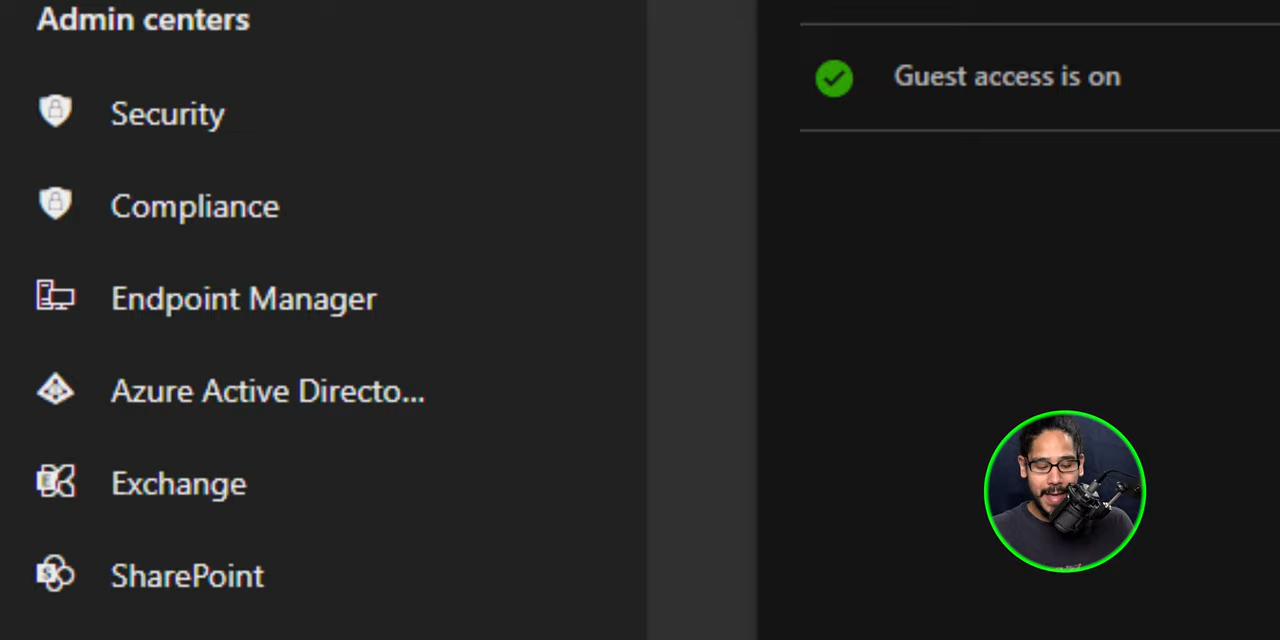 Admin centers
Security
Compliance
Endpoint Manager
Azure Active Directo...
Exchange
SharePoint
Guest access is on